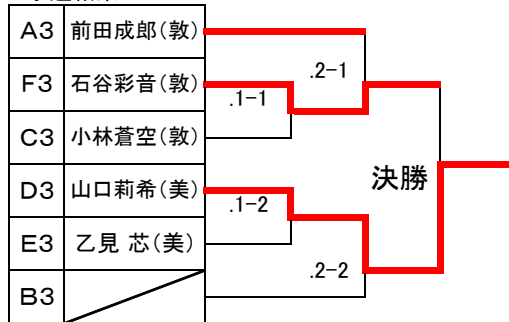 A3 前田成郎(敦)
.2-1
F3 石谷彩音(敦)
.1-1
C3 小林蒼空(敦)
決勝
D3 山口莉希(美)
.1-2
E3 乙見 芯(美)
.2-2
B3